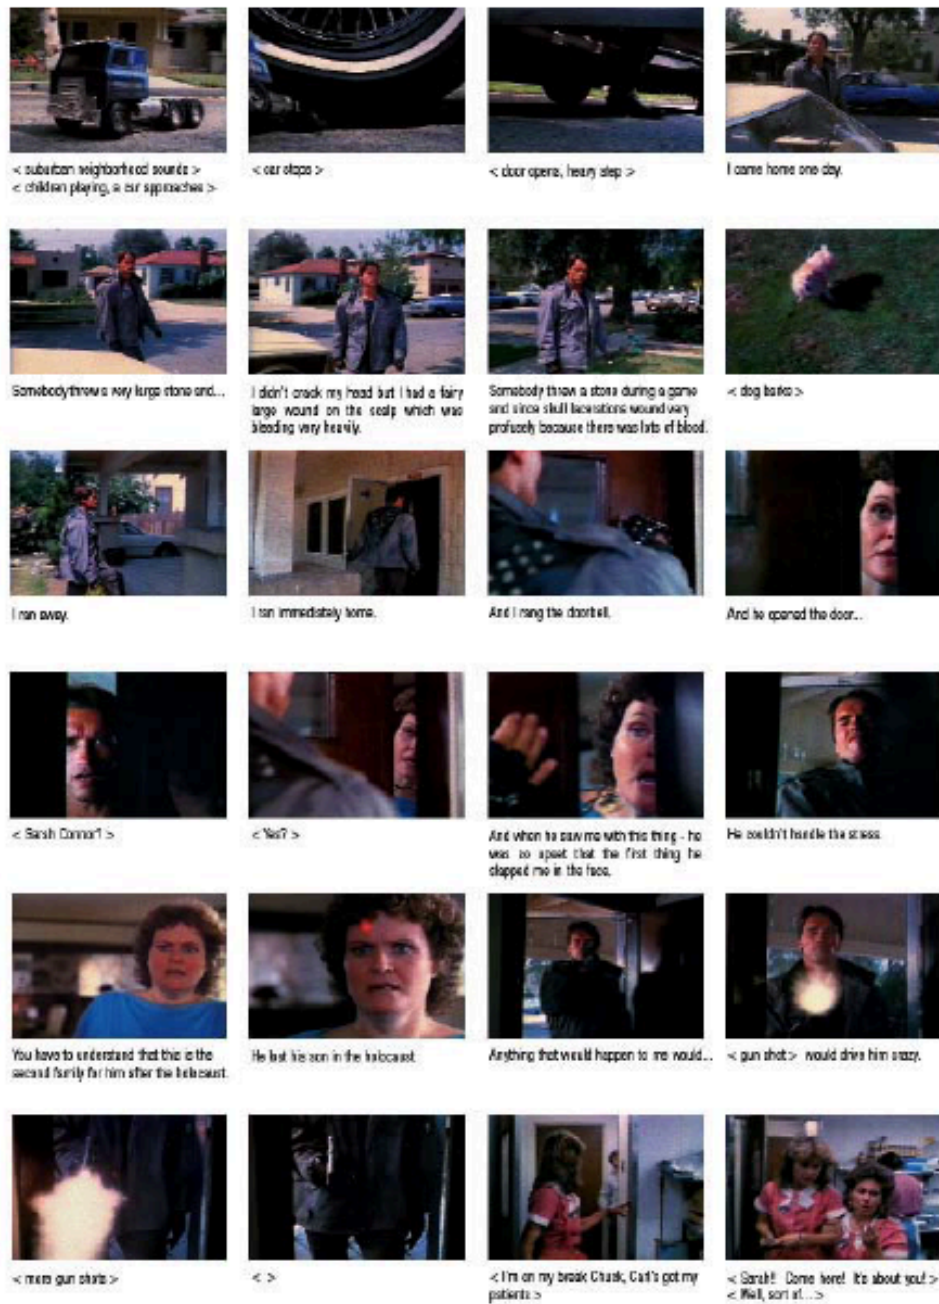 < suburban neighborhood sounds >
< children playing, a car approaches >
< car stops >
< door opens, heavy step >
I came home one day.
Somebody threw a very large stone and...
I didn't crack my head but I had a fairy
large wound on the scalp which was
bleeding very heavily.
Somebody threw a stone during a game
and since skull lacerations wound very
profusely because there was lots of blood.
< dog barks >
I ran away.
I ran immediately home.
And I rang the doorbell.
And he opened the door...
< Sarah Connor? >
< Yes? >
And when he saw me with this thing - he
was so upset that the first thing he
slapped me in the face.
He couldn't handle the stress.
You have to understand that this is the
second family for him after the holocaust.
He lost his son in the holocaust.
Anything that would happen to me would...
< gun shot > would drive him crazy.
< more gun shots >
< >
< I'm on my break Chuck, Carl's got my
patients >
< Sarah!! Come here! It's about you! >
< Well, sort of... >